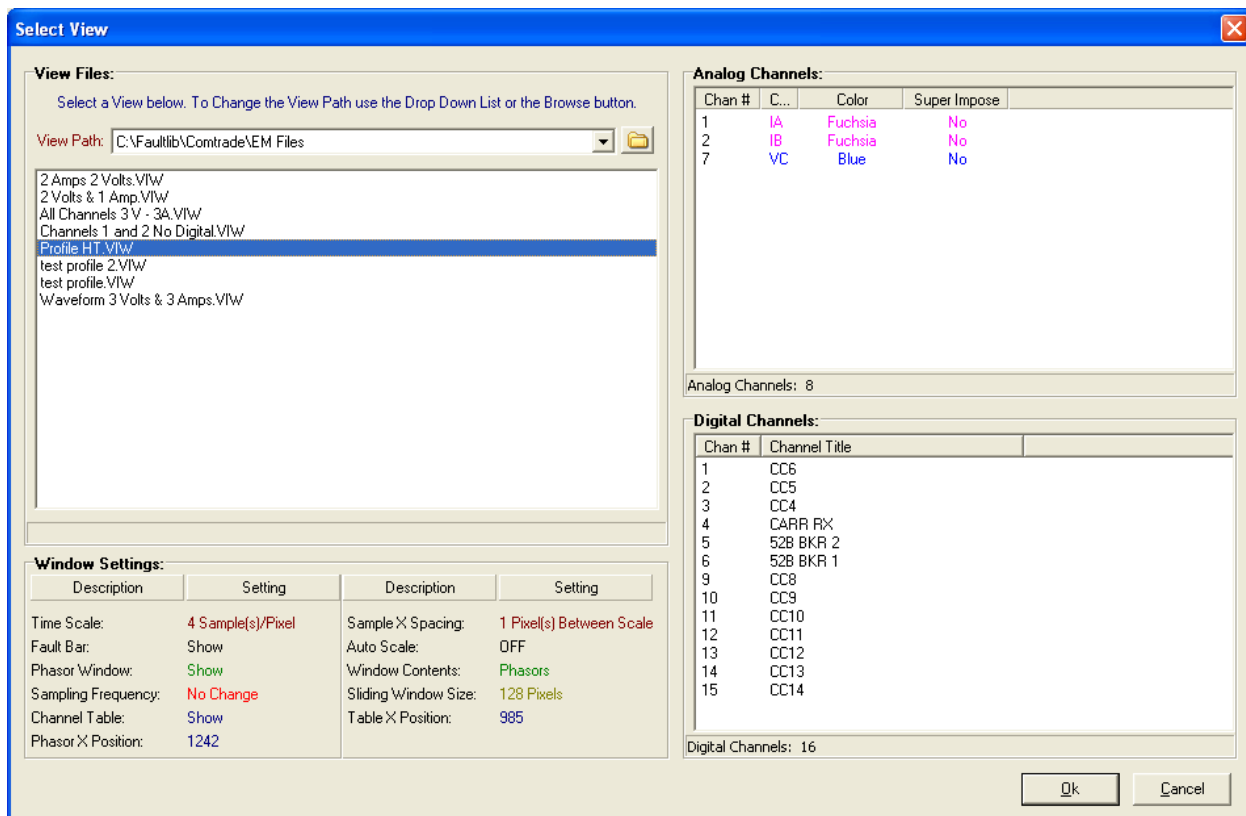 Select View
View Files:
Select a View below. To Change the View Path use the Drop Down List or the Browse button.
View Path: C:\Faultlib\Comtrade\EM Files
2 Amps 2 Volts.VIW
2 Volts & 1 Amp.VIW
All Channels 3 V - 3A.VIW
Channels 1 and 2 No Digital.VIW
Profile HT.VIW
test profile 2.VIW
test profile.VIW
Waveform 3 Volts & 3 Amps.VIW
Window Settings:
Description Setting Description Setting
Time Scale: 4 Sample(s)/Pixel Sample X Spacing: 1 Pixel(s) Between Scale
Fault Bar: Show Auto Scale: OFF
Phasor Window: Show Window Contents: Phasors
Sampling Frequency: No Change Sliding Window Size: 128 Pixels
Channel Table: Show Table X Position: 985
Phasor X Position: 1242
Analog Channels:
Chan # C... Color Super Impose
1 IA Fuchsia No
2 IB Fuchsia No
7 VC Blue No
Analog Channels: 8
Digital Channels:
Chan # Channel Title
1 CC6
2 CC5
3 CC4
4 CARR RX
5 52B BKR 2
6 52B BKR 1
9 CC8
10 CC9
11 CC10
12 CC11
13 CC12
14 CC13
15 CC14
Digital Channels: 16
Ok Cancel